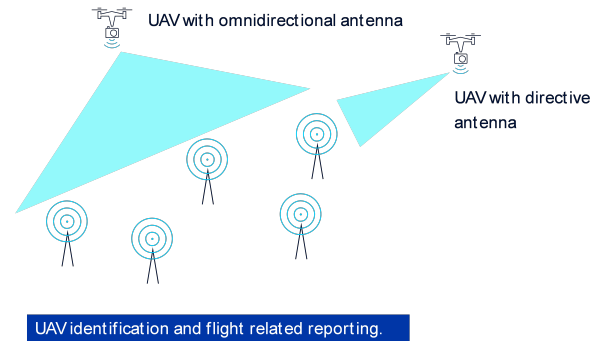 UAV with omnidirectional antenna
UAV with directive
antenna
UAV identification and flight related reporting.